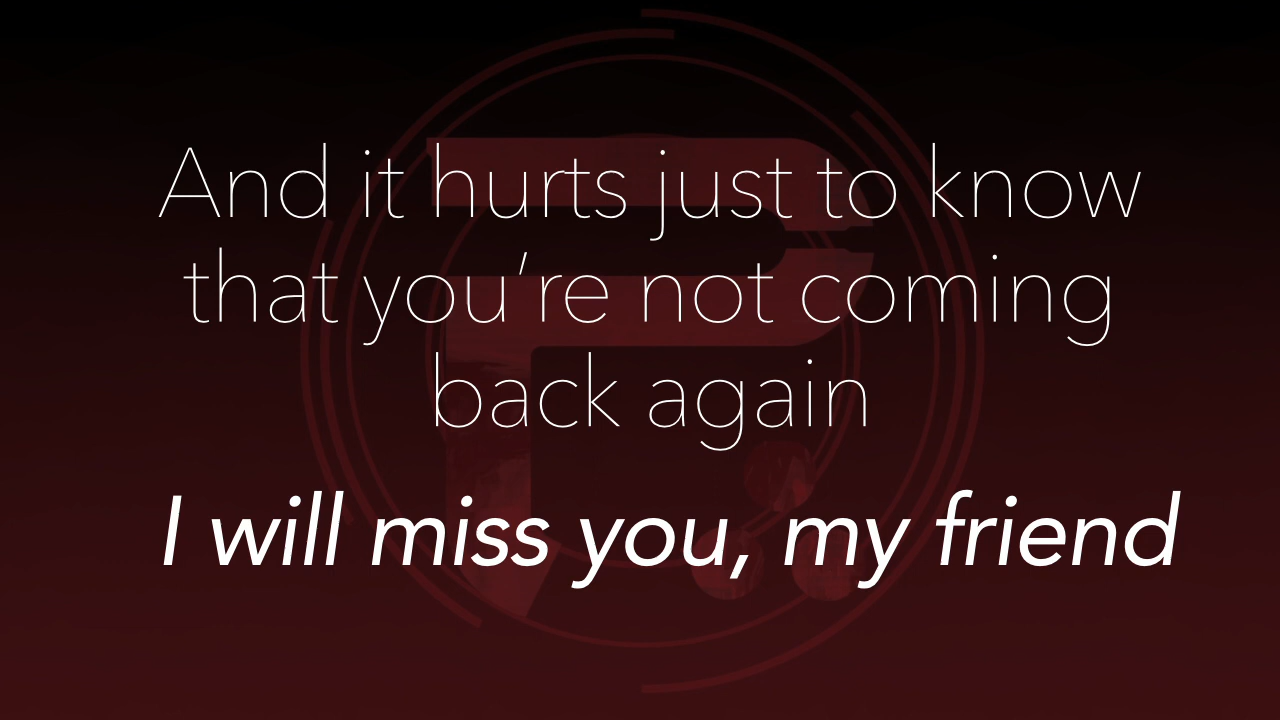 And it hurts just to know
that you’re not coming
back again
I will miss you, my friend